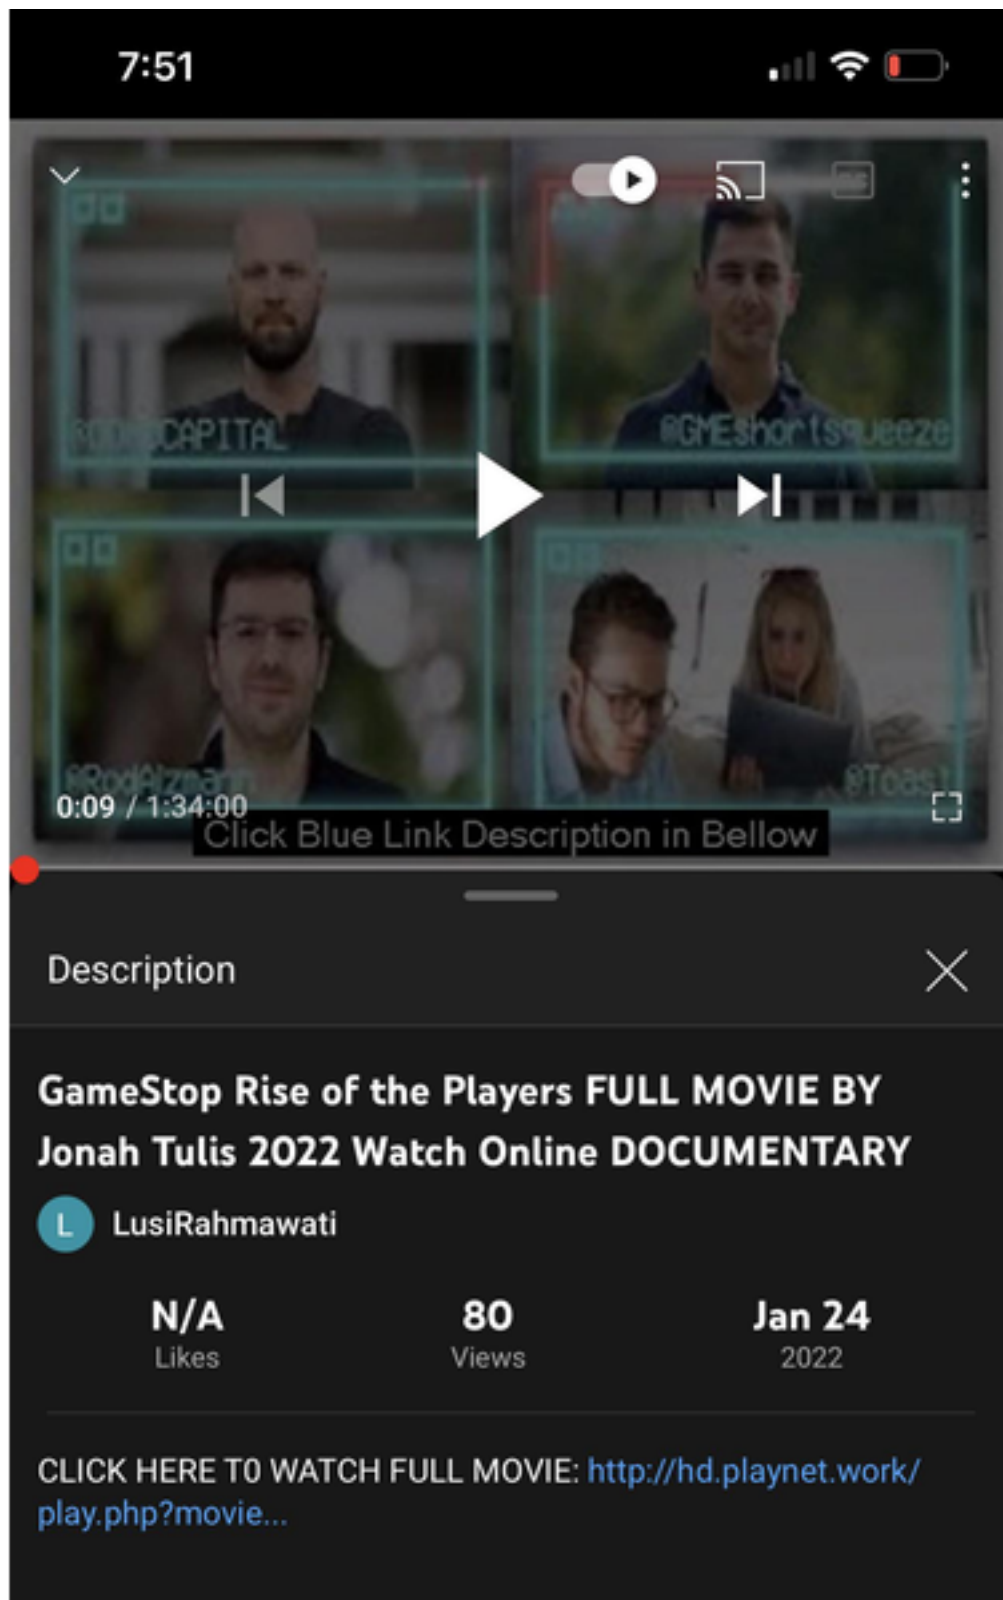 7:51
CAPITAL
@GMEshortsqueeze
@RodAlzmann
@Toast
0:09 / 1:34:00
Click Blue Link Description in Bellow
Description
GameStop Rise of the Players FULL MOVIE BY
Jonah Tulis 2022 Watch Online DOCUMENTARY
L LusiRahmawati
N/A 80 Jan 24
Likes Views 2022
CLICK HERE T0 WATCH FULL MOVIE: http://hd.playnet.work/
play.php?movie...